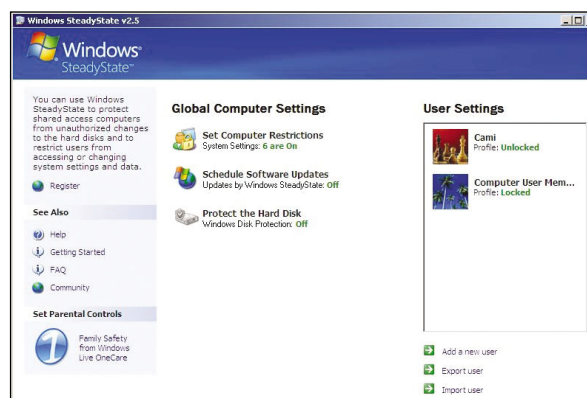 Windows SteadyState v2.5
Windows®
SteadyState™
You can use Windows
SteadyState to protect
shared access computers
from unauthorized changes
to the hard disks and to
restrict users from
accessing or changing
system settings and data.
Register
See Also
Help
Getting Started
FAQ
Community
Set Parental Controls
Family Safety
from Windows
Live OneCare
Global Computer Settings
Set Computer Restrictions
System Settings: 6 are On
Schedule Software Updates
Updates by Windows SteadyState: Off
Protect the Hard Disk
Windows Disk Protection: Off
User Settings
Cami
Profile: Unlocked
Computer User Mem...
Profile: Locked
Add a new user
Export user
Import user